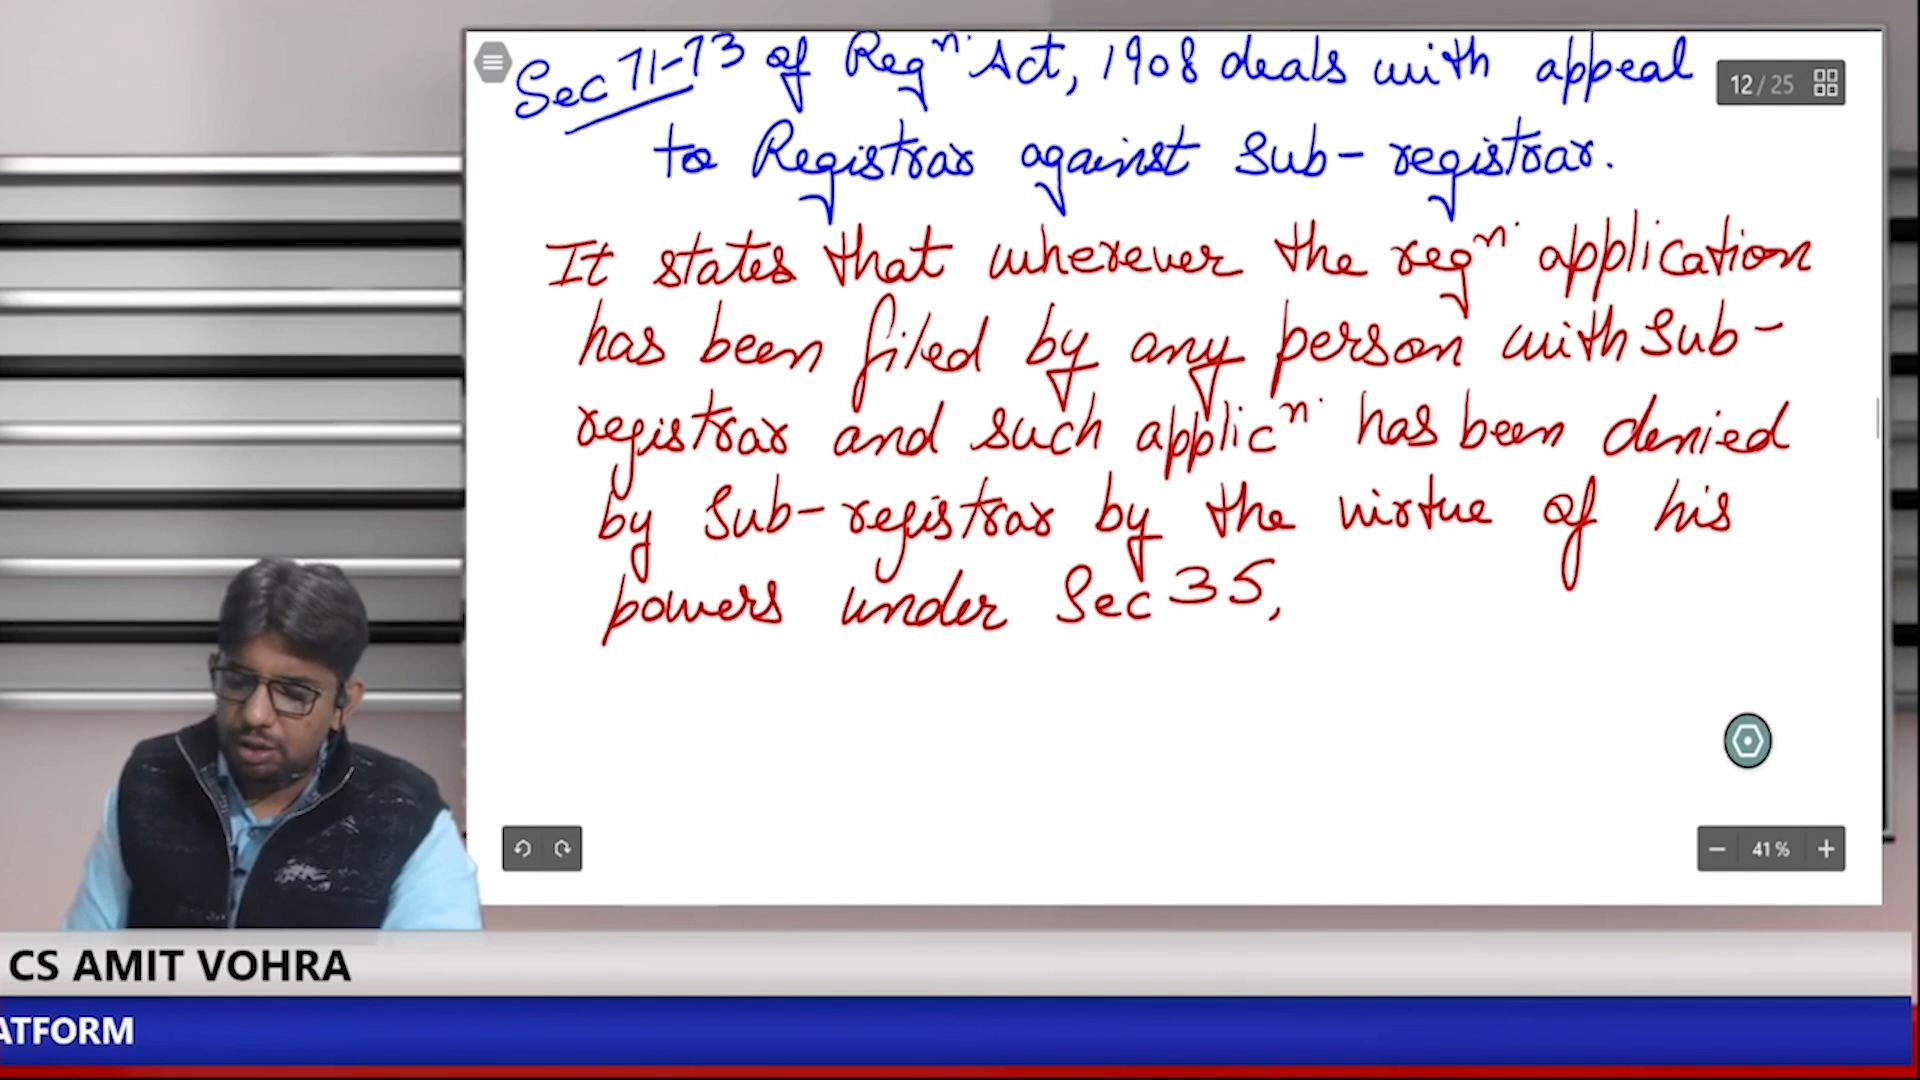 Sec 71-73 of Regⁿ. Act, 1908 deals with appeal
12 / 25
to Registrar against Sub-registrar.
It states that wherever the regⁿ. application
has been filed by any person with Sub-
registrar and such applicⁿ. has been denied
by Sub-registrar by the virtue of his
powers under Sec 35,
41 %
CS AMIT VOHRA
ATFORM